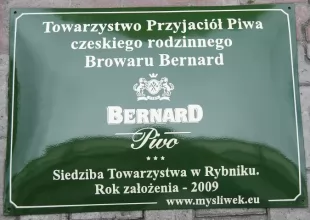 Towarzystwo Przyjaciół Piwa
czeskiego rodzinnego
Browaru Bernard
BERNARD
Pivo
***
Siedziba Towarzystwa w Rybniku.
Rok założenia - 2009
www.mysliwek.eu